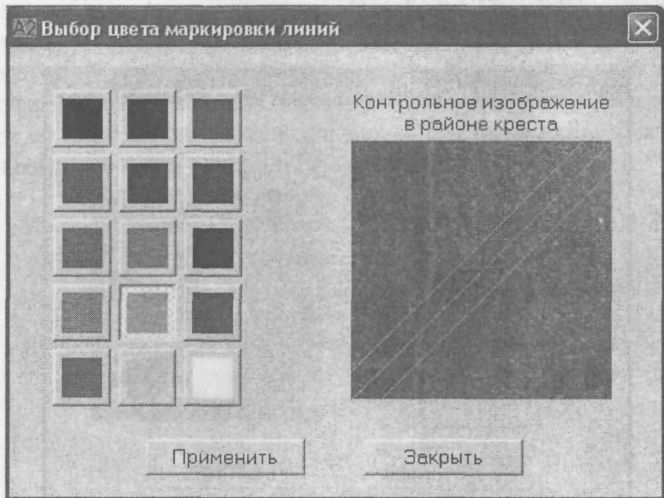 Выбор цвета маркировки линий
Контрольное изображение
в районе креста
Применить
Закрыть